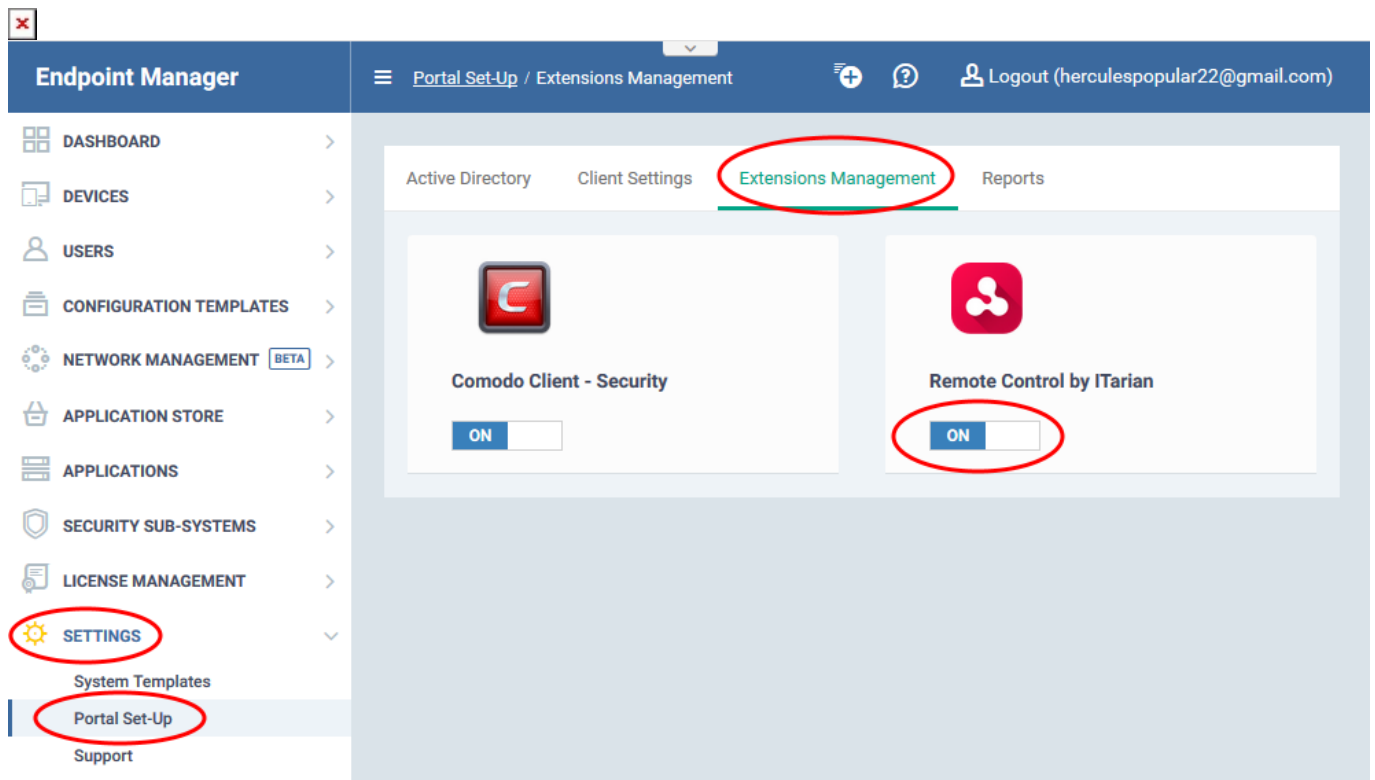 Endpoint Manager
Portal Set-Up / Extensions Management
Logout (herculespopular22@gmail.com)
DASHBOARD
DEVICES
USERS
CONFIGURATION TEMPLATES
NETWORK MANAGEMENT BETA
APPLICATION STORE
APPLICATIONS
SECURITY SUB-SYSTEMS
LICENSE MANAGEMENT
SETTINGS
System Templates
Portal Set-Up
Support
Active Directory Client Settings Extensions Management Reports
Comodo Client - Security
ON
Remote Control by ITarian
ON